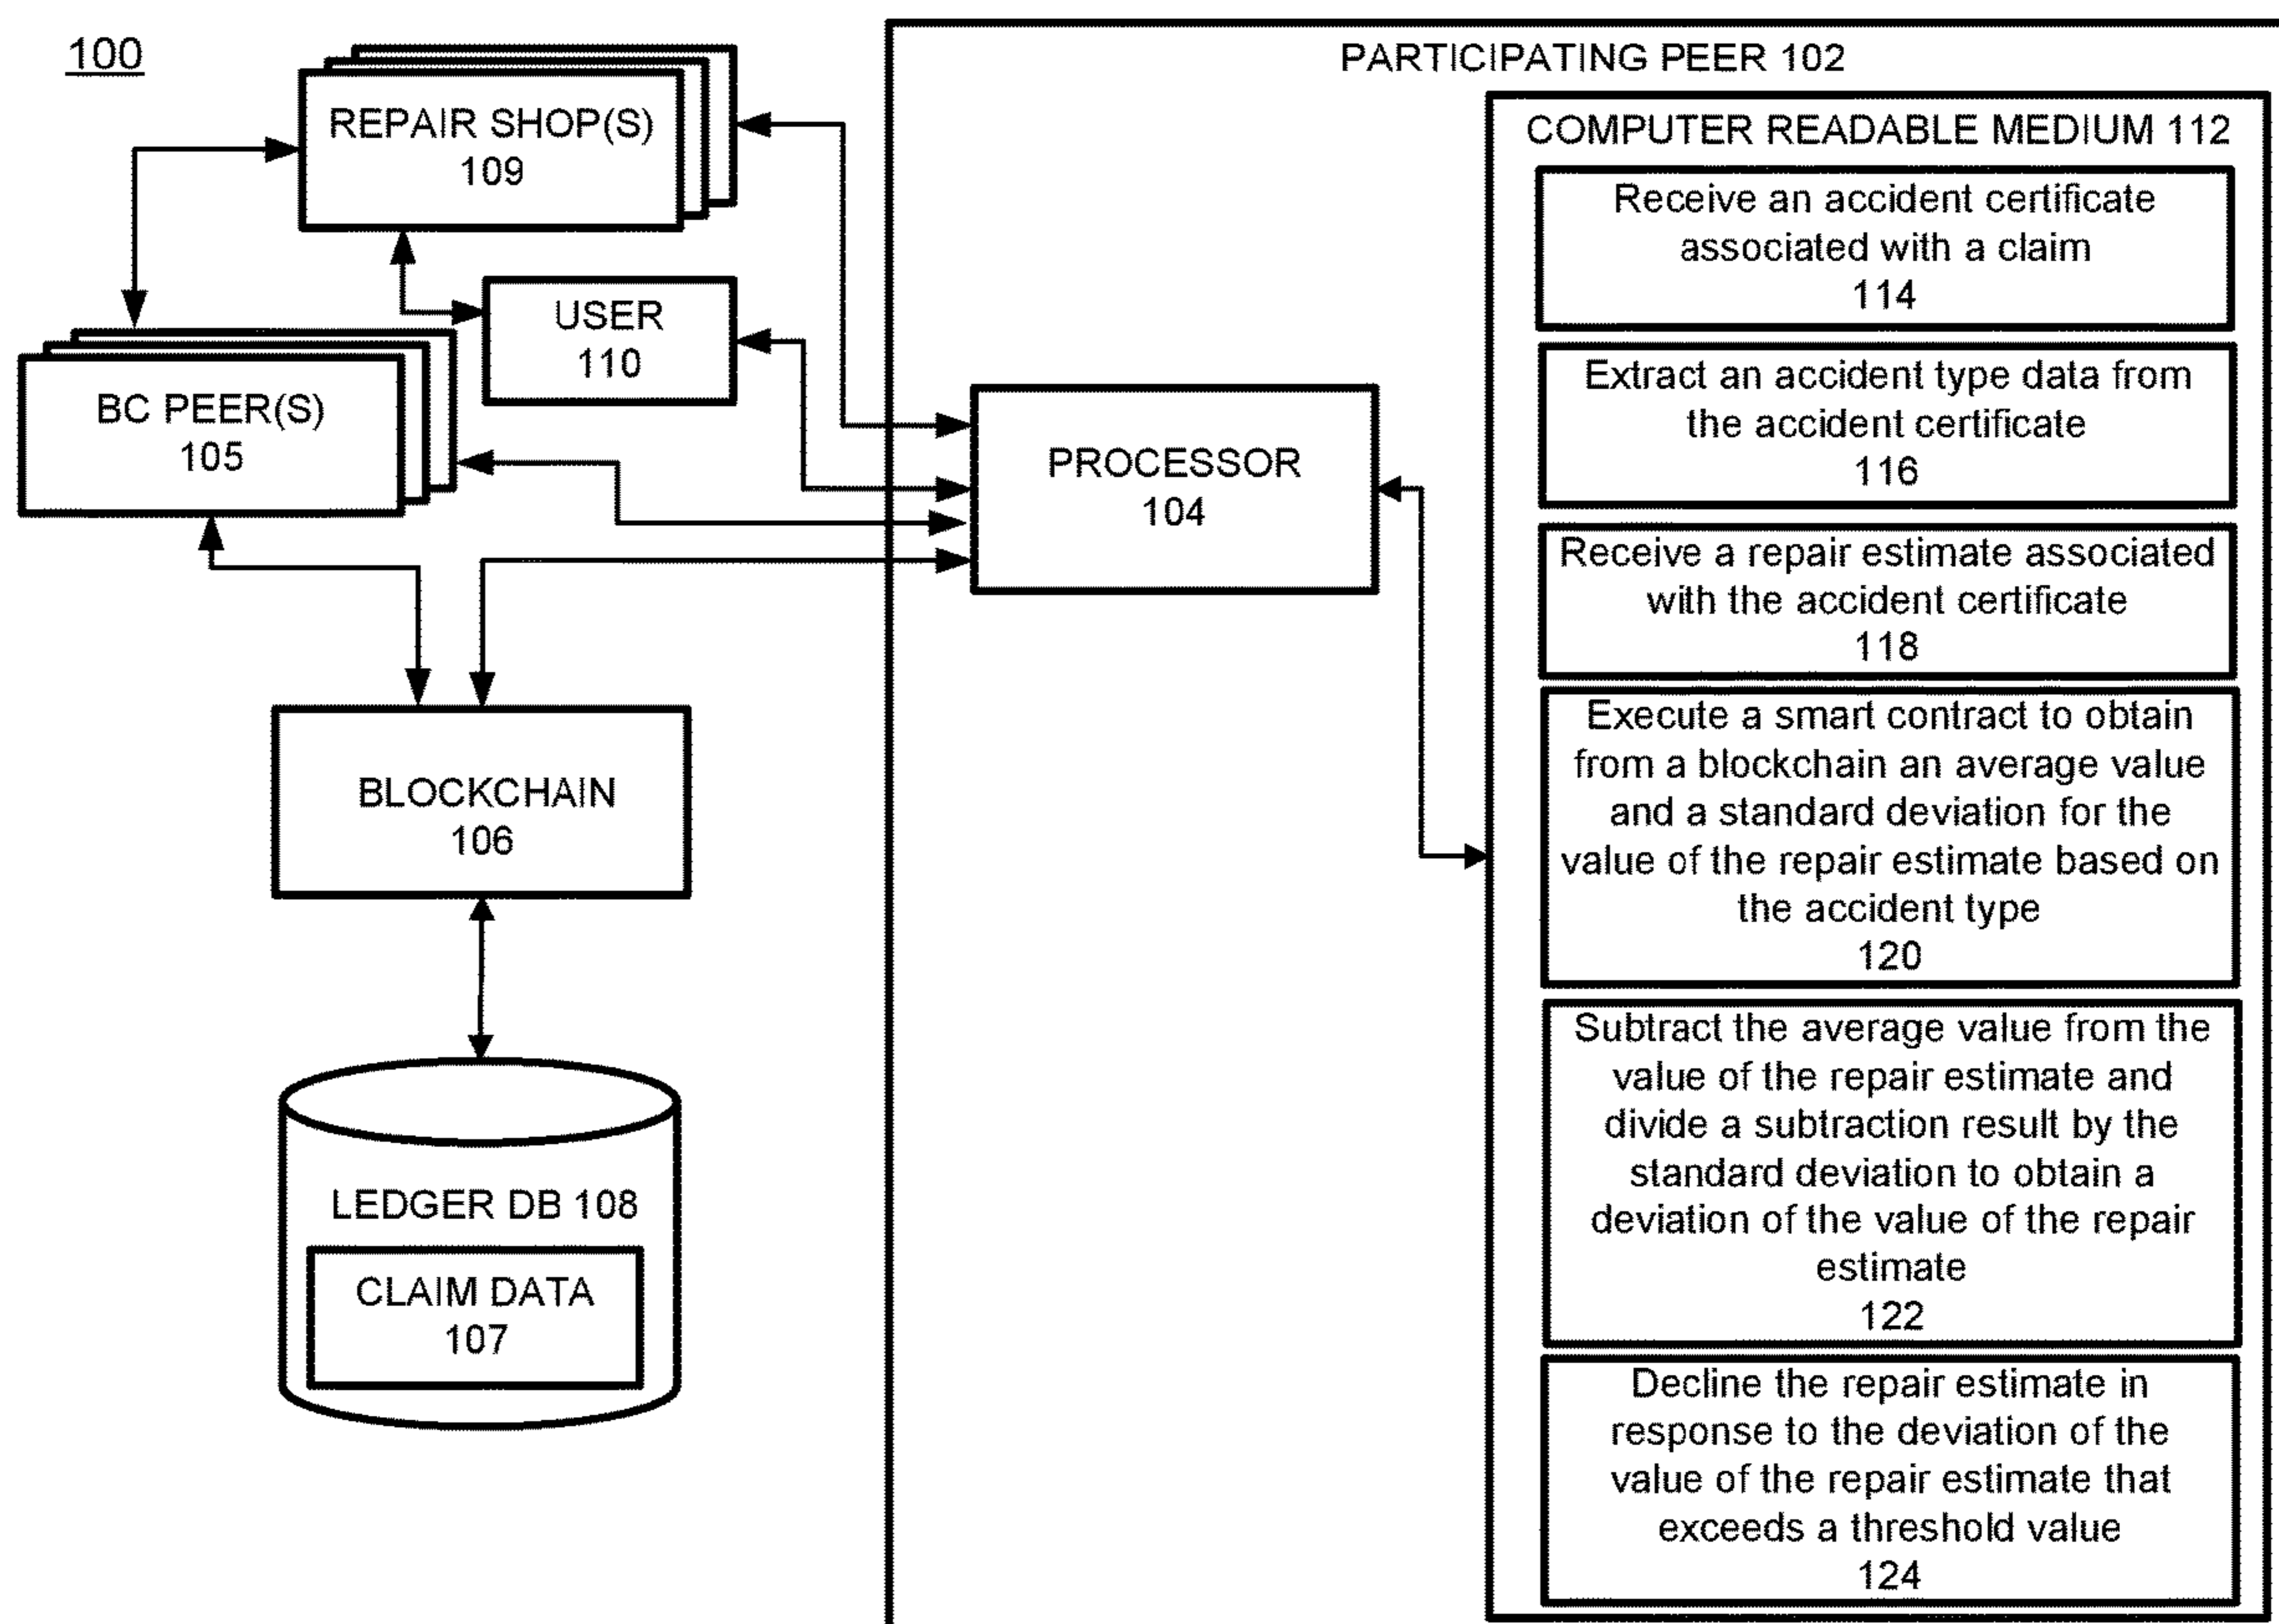 100
REPAIR SHOP(S)
109
USER
110
BC PEER(S)
105
BLOCKCHAIN
106
LEDGER DB 108
CLAIM DATA
107
PARTICIPATING PEER 102
PROCESSOR
104
COMPUTER READABLE MEDIUM 112
Receive an accident certificate
associated with a claim
114
Extract an accident type data from
the accident certificate
116
Receive a repair estimate associated
with the accident certificate
118
Execute a smart contract to obtain
from a blockchain an average value
and a standard deviation for the
value of the repair estimate based on
the accident type
120
Subtract the average value from the
value of the repair estimate and
divide a subtraction result by the
standard deviation to obtain a
deviation of the value of the repair
estimate
122
Decline the repair estimate in
response to the deviation of the
value of the repair estimate that
exceeds a threshold value
124